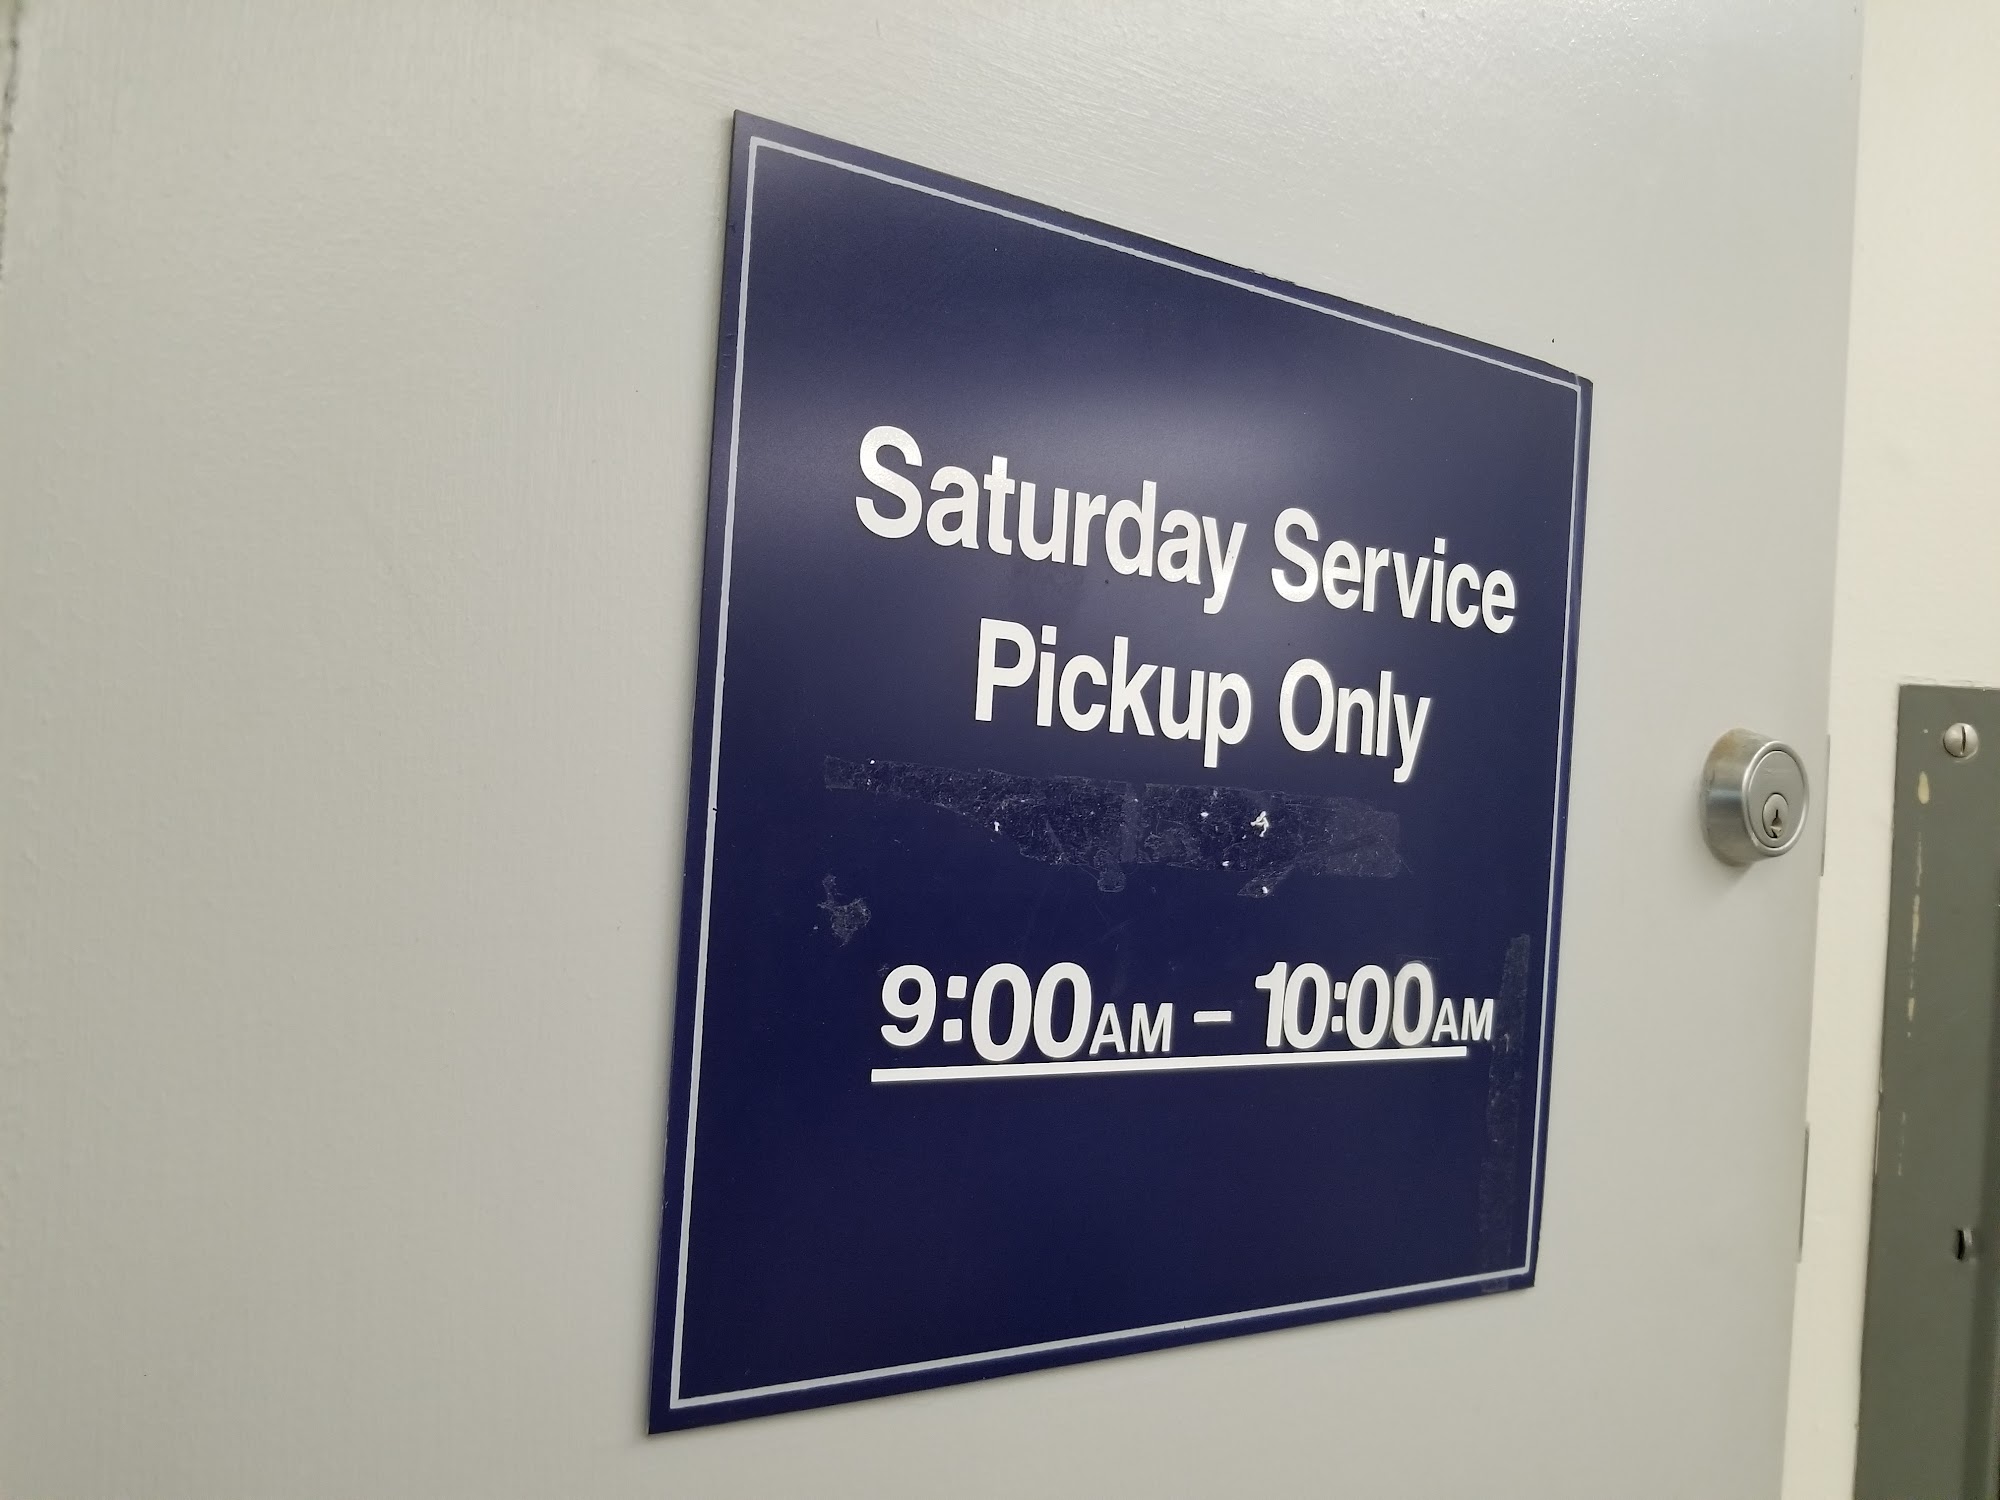 Saturday Service
Pickup Only
9:00AM – 10:00AM